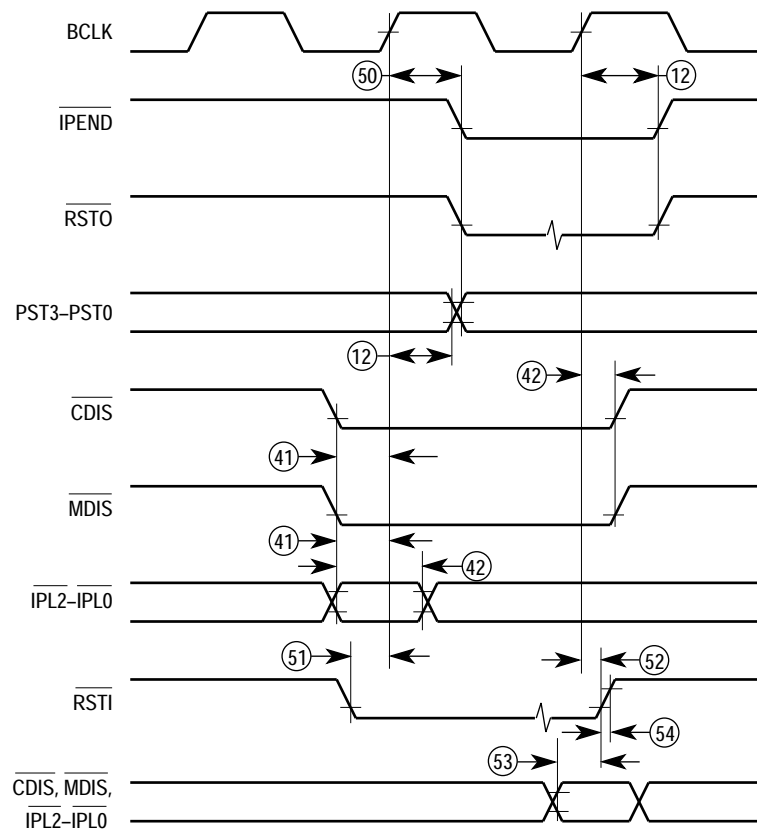 BCLK
50
12
IPEND
RSTO
PST3–PST0
12
42
CDIS
41
MDIS
41
42
IPL2–IPL0
51
52
RSTI
54
53
CDIS, MDIS,
IPL2–IPL0